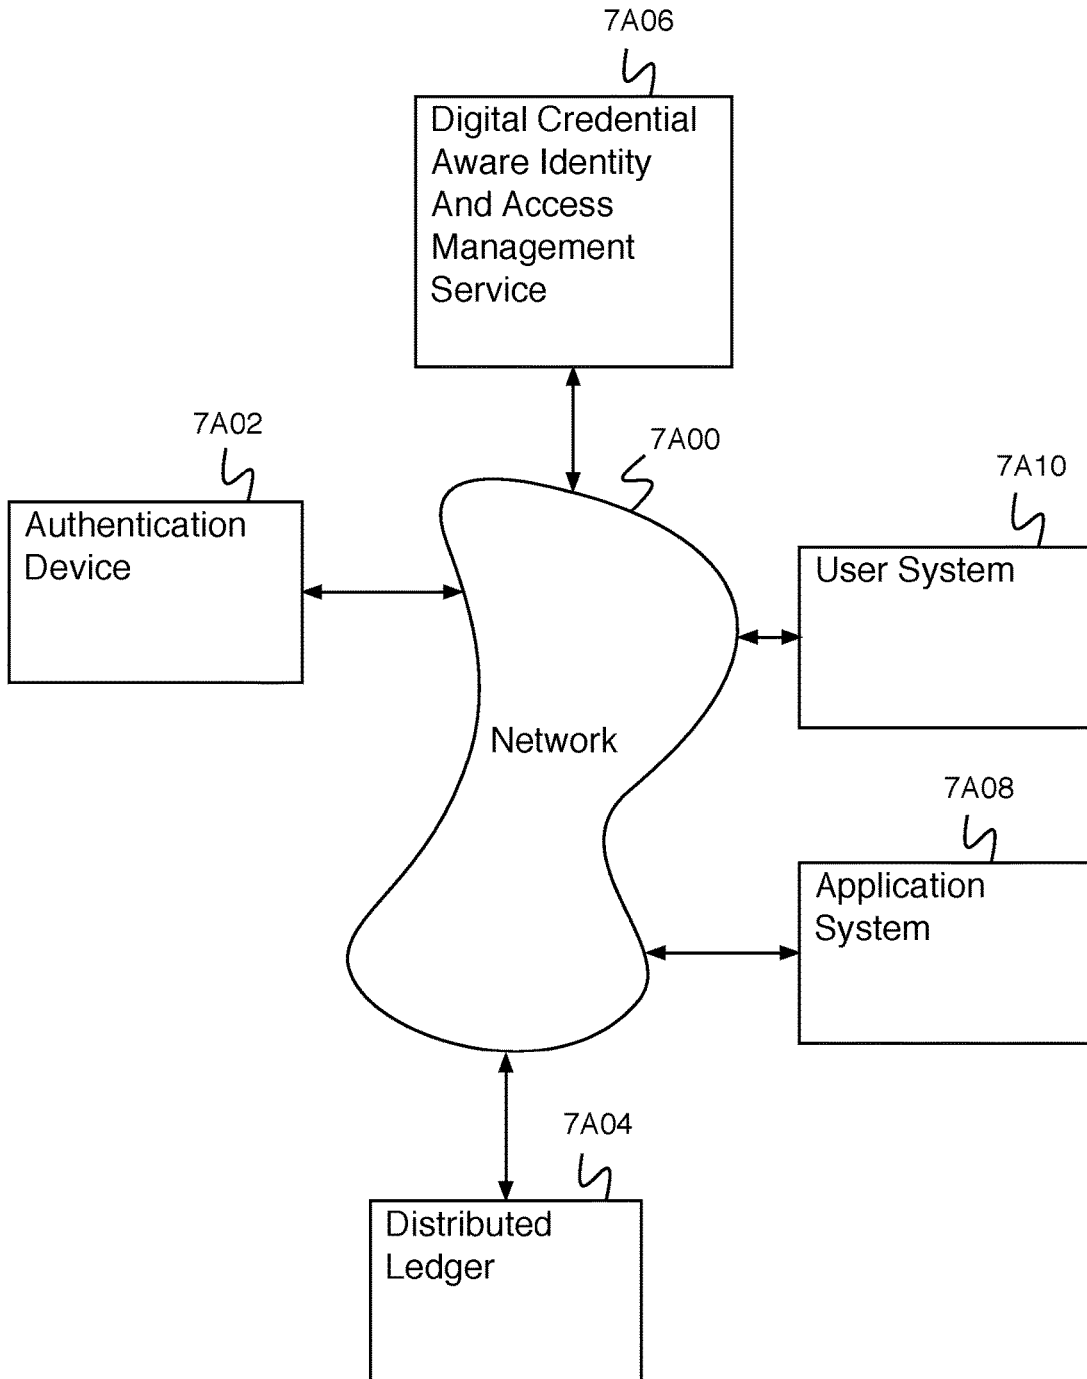 7A06
Digital Credential
Aware Identity
And Access
Management
Service
7A02
7A00
7A10
Authentication
Device
User System
Network
7A08
Application
System
7A04
Distributed
Ledger